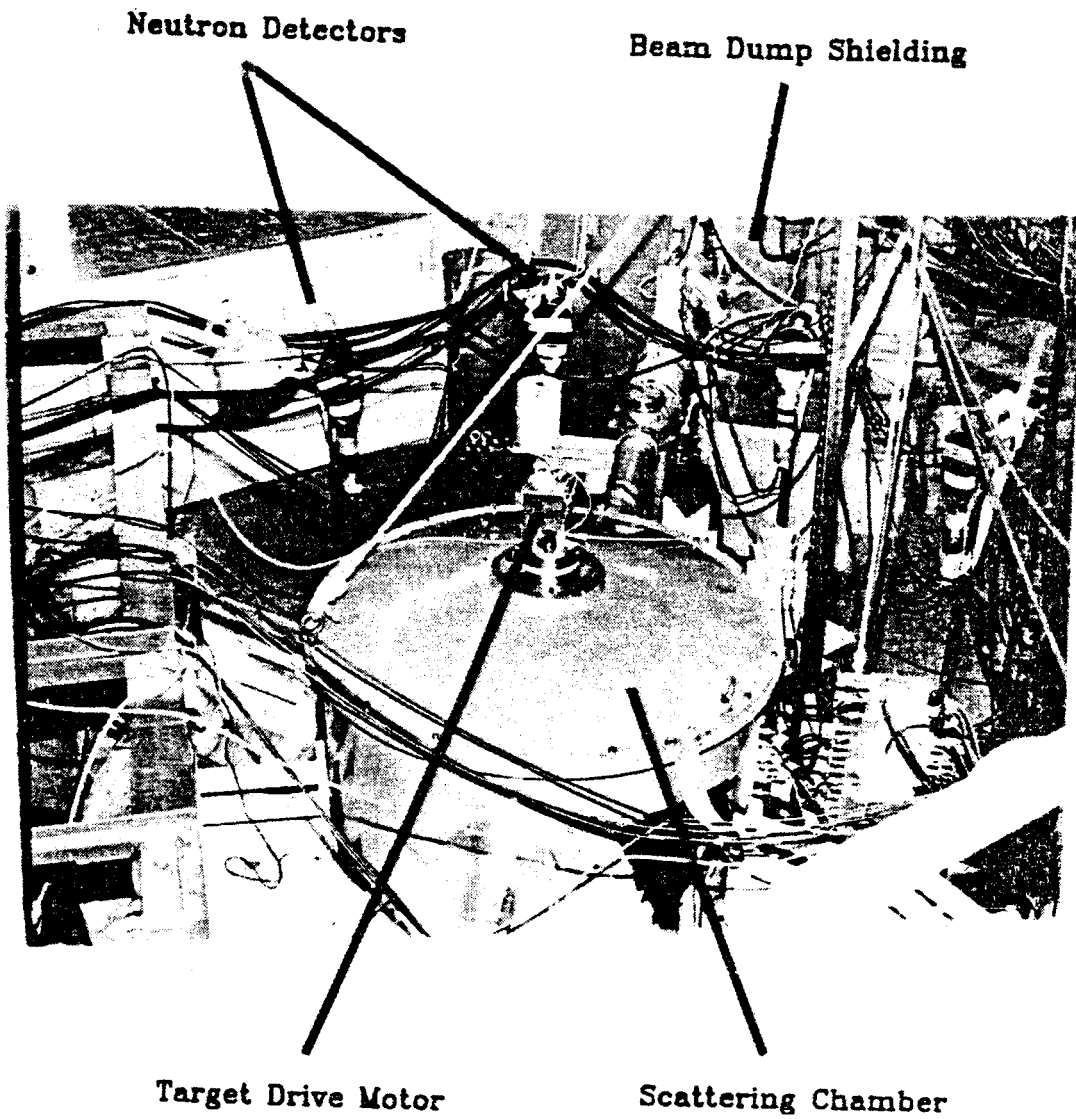 Neutron Detectors
Beam Dump Shielding
Target Drive Motor
Scattering Chamber